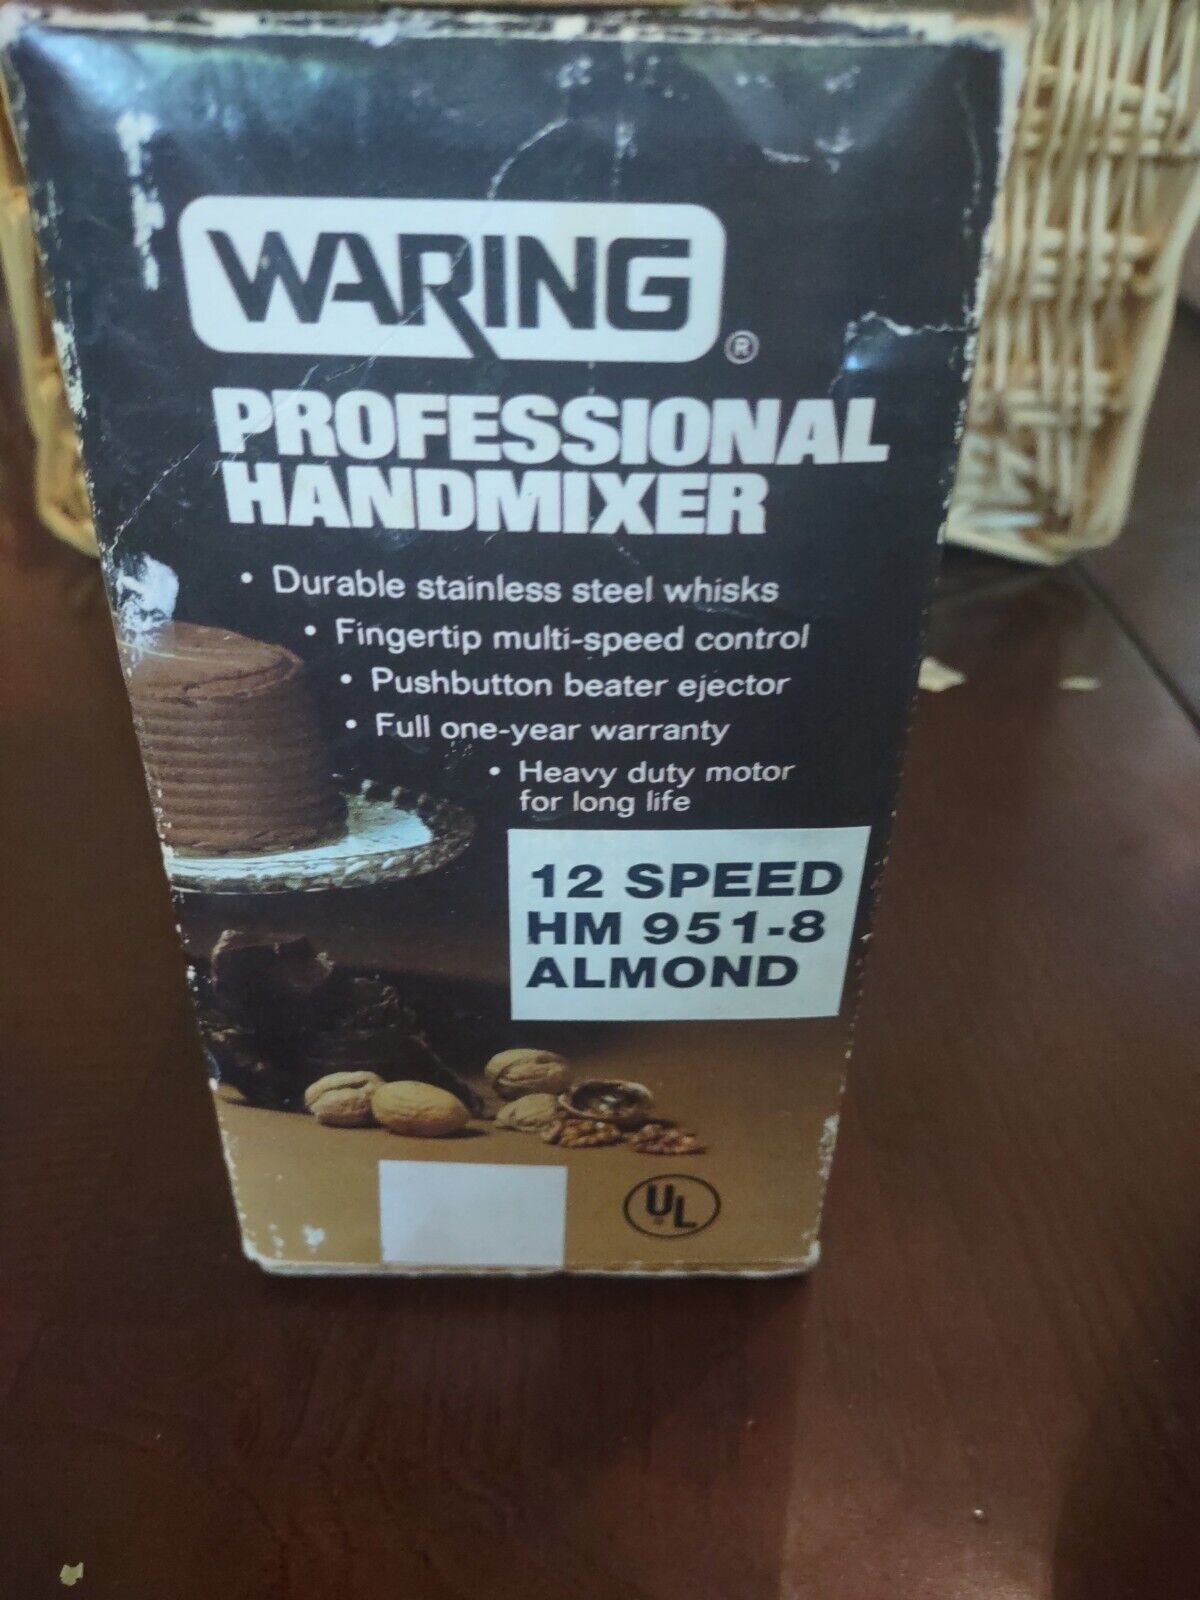 WARING
®
PROFESSIONAL
HANDMIXER
• Durable stainless steel whisks
• Fingertip multi-speed control
• Pushbutton beater ejector
• Full one-year warranty
• Heavy duty motor
for long life
12 SPEED
HM 951-8
ALMOND
UL
®